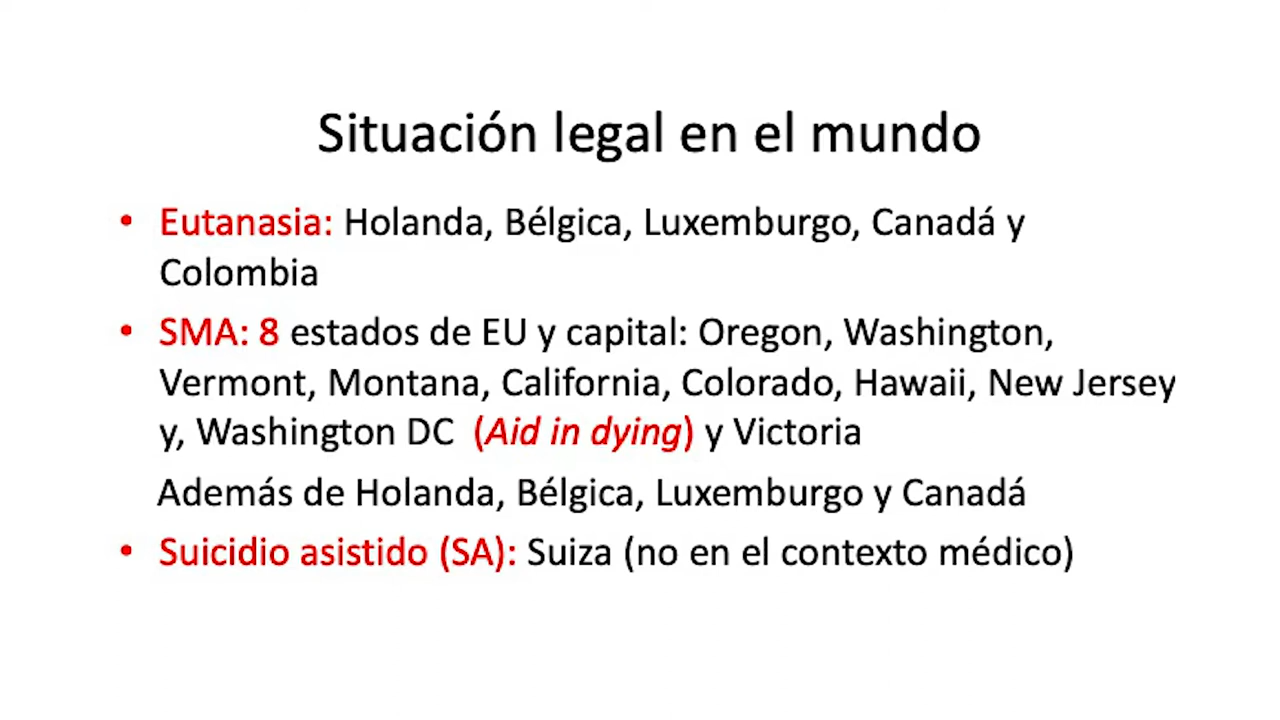 Situación legal en el mundo
• Eutanasia: Holanda, Bélgica, Luxemburgo, Canadá y
Colombia
• SMA: 8 estados de EU y capital: Oregon, Washington,
Vermont, Montana, California, Colorado, Hawaii, New Jersey
y, Washington DC (Aid in dying) y Victoria
Además de Holanda, Bélgica, Luxemburgo y Canadá
• Suicidio asistido (SA): Suiza (no en el contexto médico)